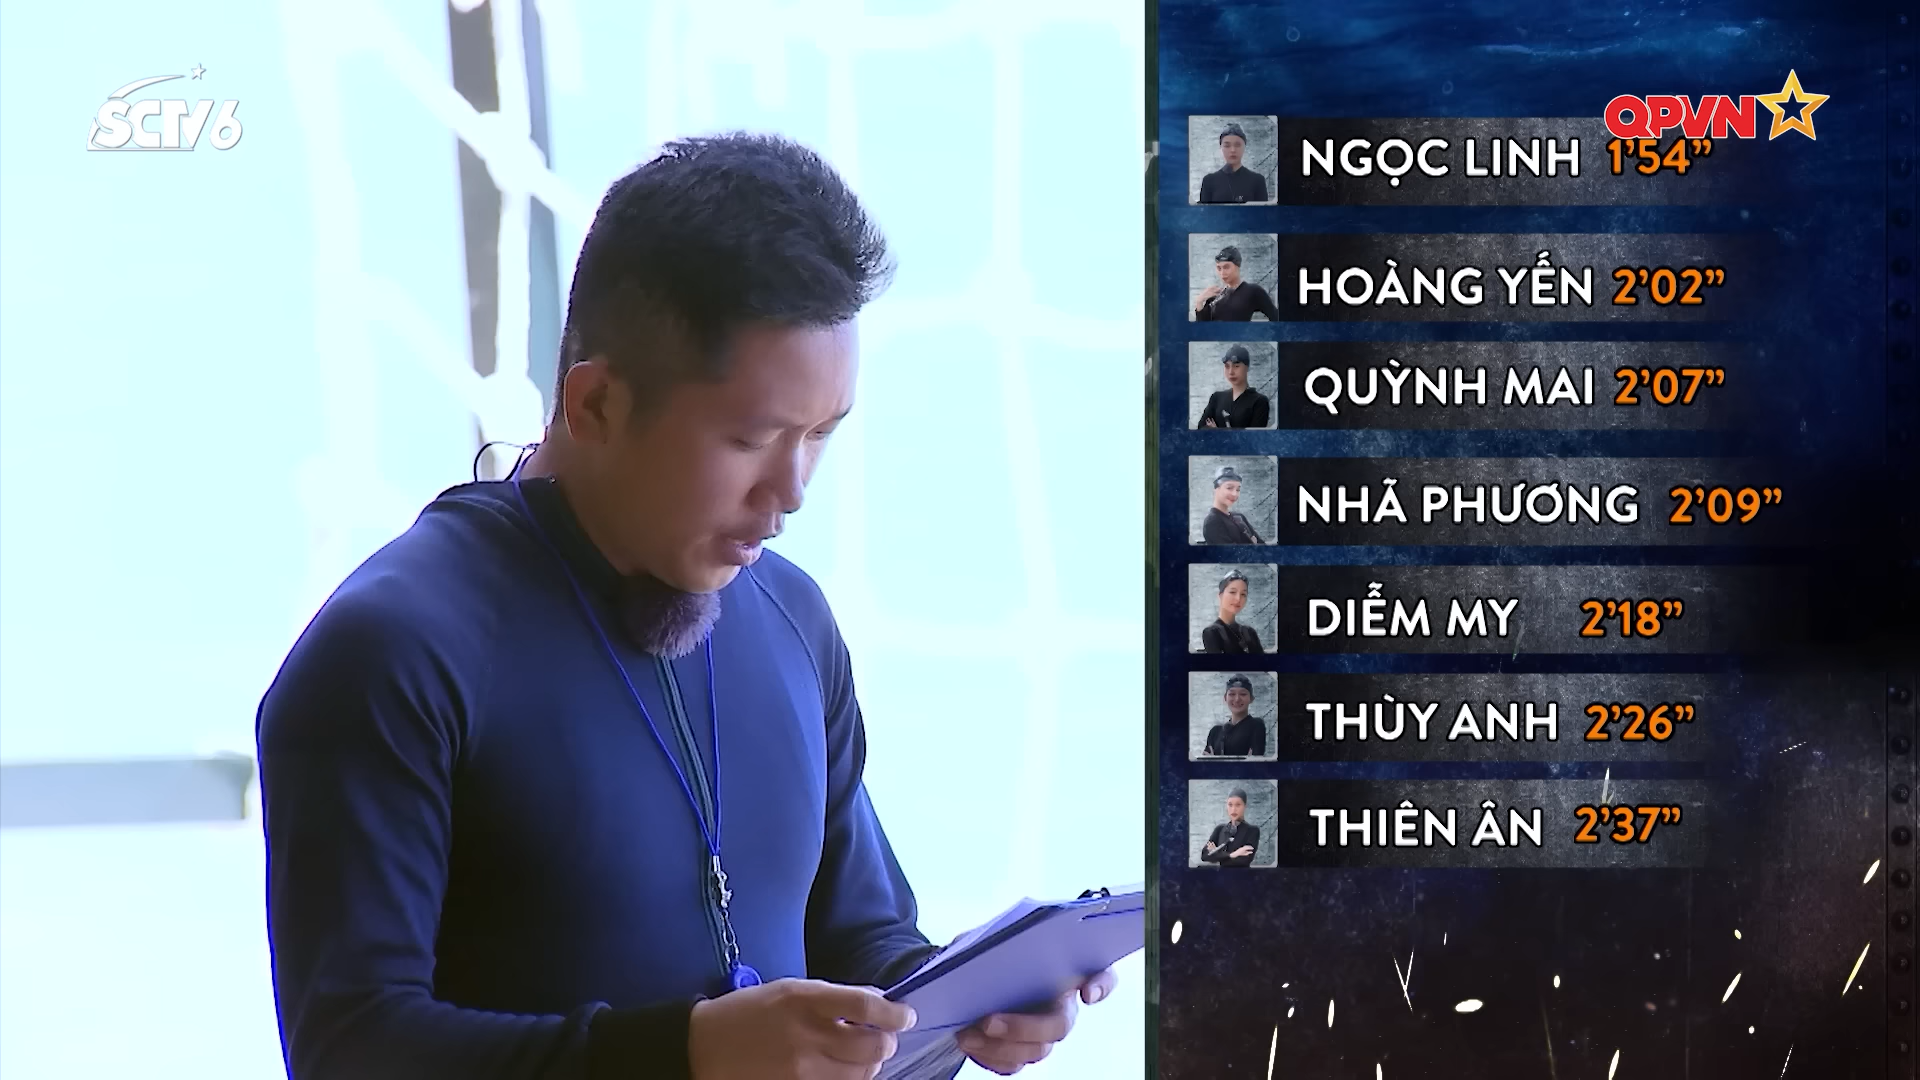 SCTV6
QPVN
NGỌC LINH 1'54”
HOÀNG YẾN 2'02”
QUỲNH MAI 2'07”
NHÃ PHƯƠNG 2'09”
DIỄM MY 2'18”
THÙY ANH 2'26”
THIÊN ÂN 2'37”